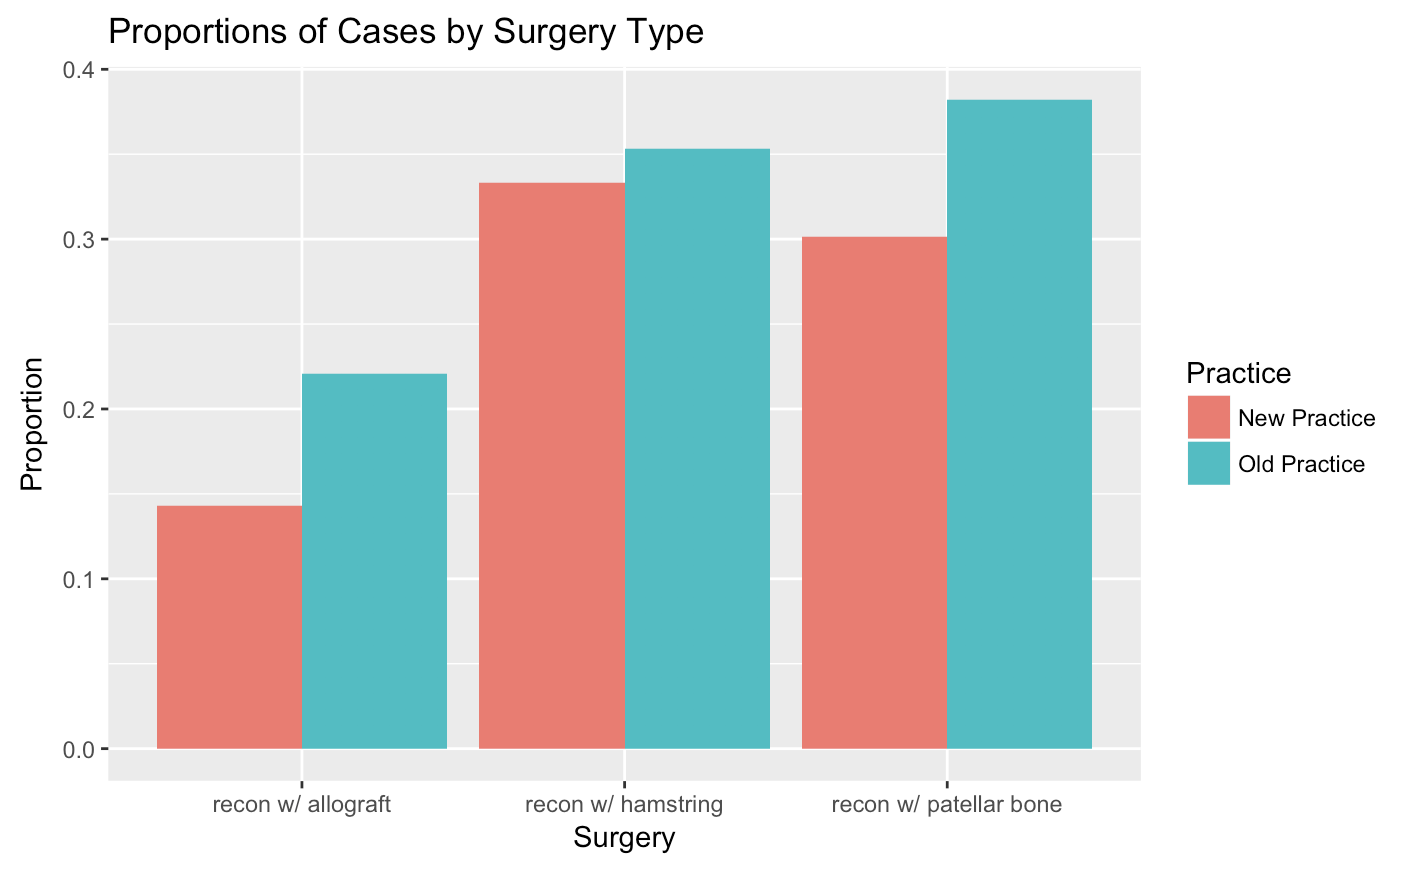 Proportions of Cases by Surgery Type
0.4
0.3
0.2
0.1
0.0
Proportion
recon w/ allograft
recon w/ hamstring
recon w/ patellar bone
Surgery
Practice
New Practice
Old Practice